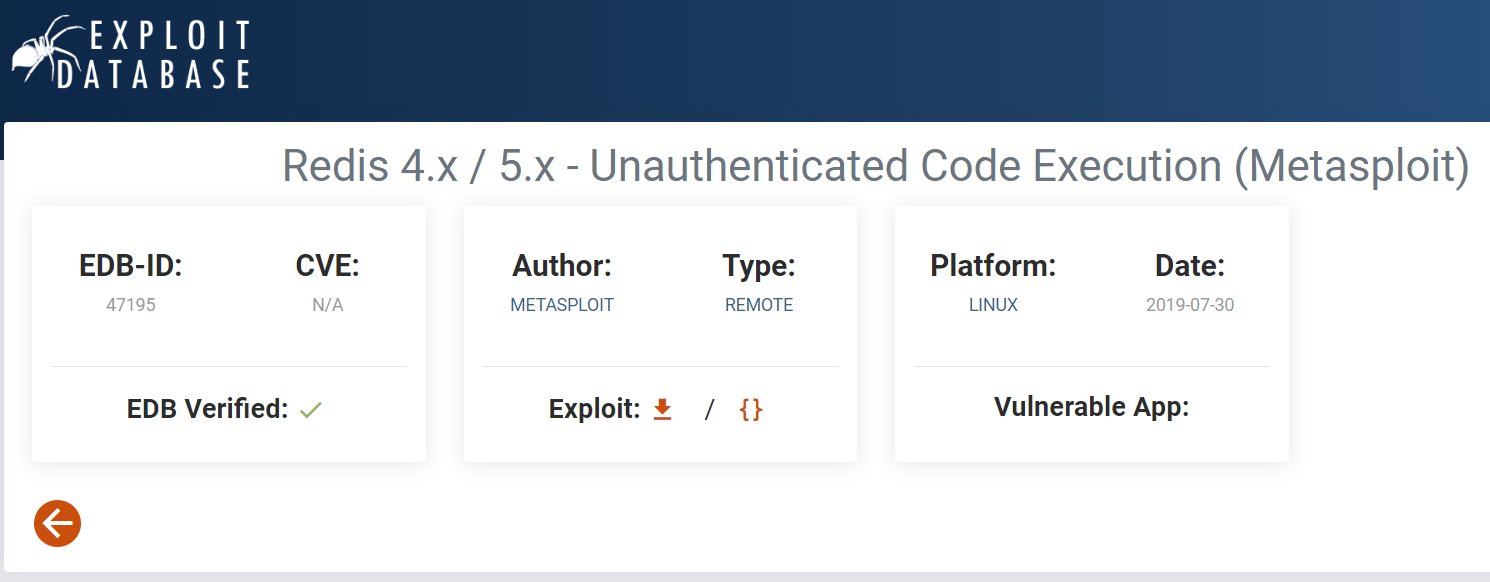 EXPLOIT
DATABASE
Redis 4.x / 5.x - Unauthenticated Code Execution (Metasploit)
EDB-ID:
47195
CVE:
N/A
EDB Verified:
Author:
METASPLOIT
Type:
REMOTE
Exploit: / {}
Platform:
LINUX
Date:
2019-07-30
Vulnerable App: